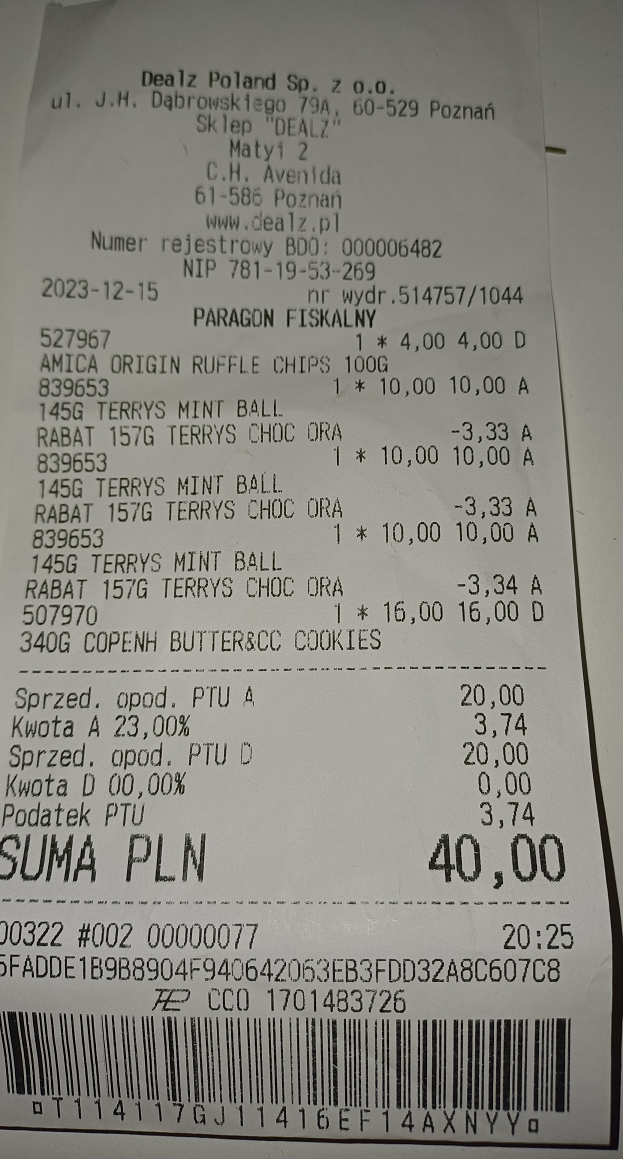 Dealz Poland Sp. z o.o.
ul. J.H. Dąbrowskiego 79A, 60-529 Poznań
Sklep "DEALZ"
Matyi 2
C.H. Avenida
61-586 Poznań
www.dealz.pl
Numer rejestrowy BDO: 000006482
NIP 781-19-53-269
2023-12-15 nr wydr.514757/1044
PARAGON FISKALNY
527967 1 * 4,00 4,00 D
AMICA ORIGIN RUFFLE CHIPS 100G
839653 1 * 10,00 10,00 A
145G TERRYS MINT BALL
RABAT 157G TERRYS CHOC ORA -3,33 A
839653 1 * 10,00 10,00 A
145G TERRYS MINT BALL
RABAT 157G TERRYS CHOC ORA -3,33 A
839653 1 * 10,00 10,00 A
145G TERRYS MINT BALL
RABAT 157G TERRYS CHOC ORA -3,34 A
507970 1 * 16,00 16,00 D
340G COPENH BUTTER&CC COOKIES
Sprzed. opod. PTU A 20,00
Kwota A 23,00% 3,74
Sprzed. opod. PTU D 20,00
Kwota D 00,00% 0,00
Podatek PTU 3,74
SUMA PLN 40,00
00322 #002 00000077 20:25
5FADDE1B9B8904F940642063EB3FDD32A8C607C8
CCO 1701483726
¤T114117GJ11416EF14AXNYY¤